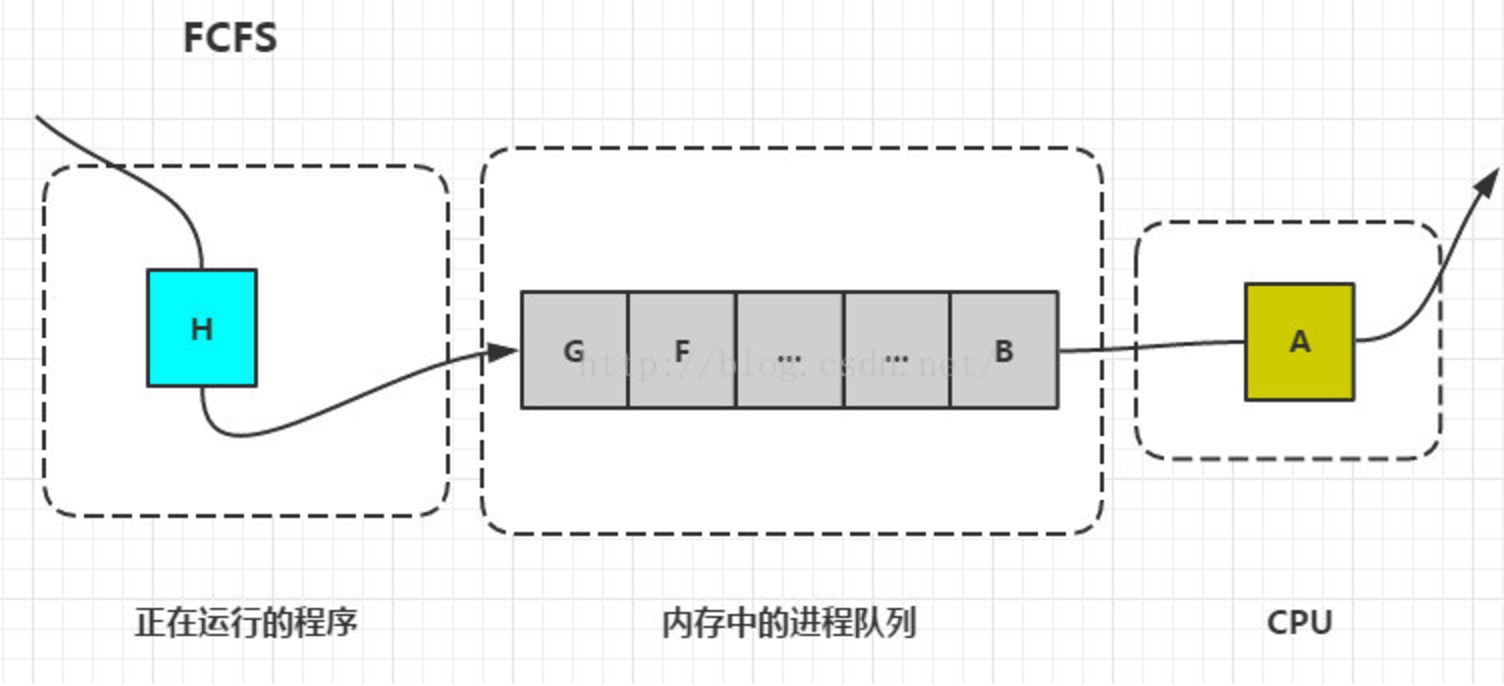 FCFS
H
G F ... ... B
A
http://blog.csdn.net/
正在运行的程序
内存中的进程队列
CPU